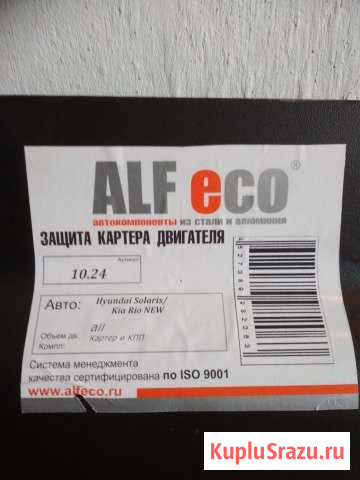 ALF eco®
автокомпоненты из стали и алюминия
ЗАЩИТА КАРТЕРА ДВИГАТЕЛЯ
Артикул
10.24
Авто: Hyundai Solaris/
Kia Rio NEW
Объем дв: all
Компл: Картер и КПП
Система менеджмента
качества сертифицирована по ISO 9001
www.alfeco.ru
KupluSrazu.ru